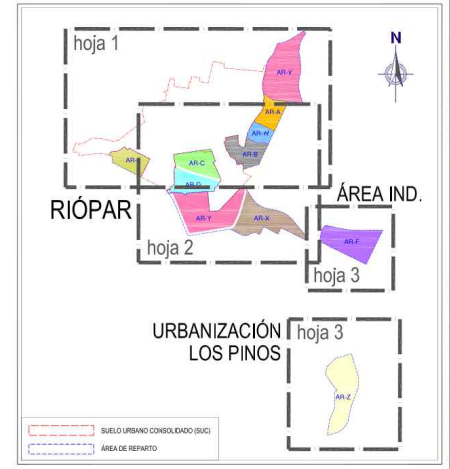 hoja 1
N
AR-V
AR-A
AR-W
AR-B
AR-C
AR-D
RIÓPAR
ÁREA IND.
AR-Y
AR-X
hoja 2
AR-F
hoja 3
URBANIZACIÓN
LOS PINOS
hoja 3
AR-Z
SUELO URBANO CONSOLIDADO (SUC)
ÁREA DE REPARTO